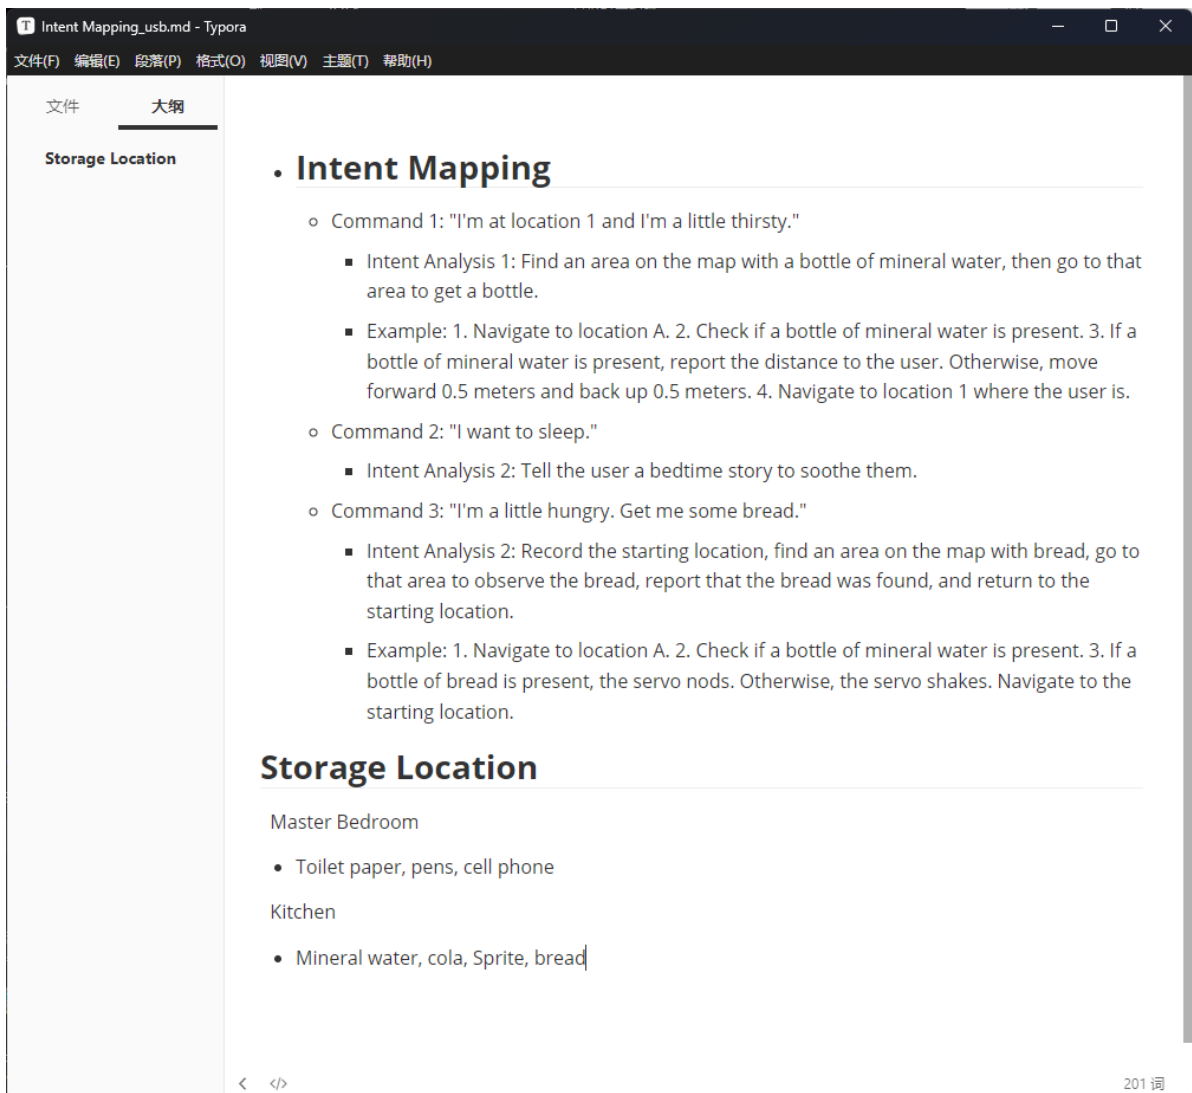 Intent Mapping_usb.md - Typora
文件(F) 编辑(E) 段落(P) 格式(O) 视图(V) 主题(T) 帮助(H)
文件 大纲
Storage Location
Intent Mapping
Command 1: "I'm at location 1 and I'm a little thirsty."
Intent Analysis 1: Find an area on the map with a bottle of mineral water, then go to that
area to get a bottle.
Example: 1. Navigate to location A. 2. Check if a bottle of mineral water is present. 3. If a
bottle of mineral water is present, report the distance to the user. Otherwise, move
forward 0.5 meters and back up 0.5 meters. 4. Navigate to location 1 where the user is.
Command 2: "I want to sleep."
Intent Analysis 2: Tell the user a bedtime story to soothe them.
Command 3: "I'm a little hungry. Get me some bread."
Intent Analysis 2: Record the starting location, find an area on the map with bread, go to
that area to observe the bread, report that the bread was found, and return to the
starting location.
Example: 1. Navigate to location A. 2. Check if a bottle of mineral water is present. 3. If a
bottle of bread is present, the servo nods. Otherwise, the servo shakes. Navigate to the
starting location.
Storage Location
Master Bedroom
Toilet paper, pens, cell phone
Kitchen
Mineral water, cola, Sprite, bread
201 词